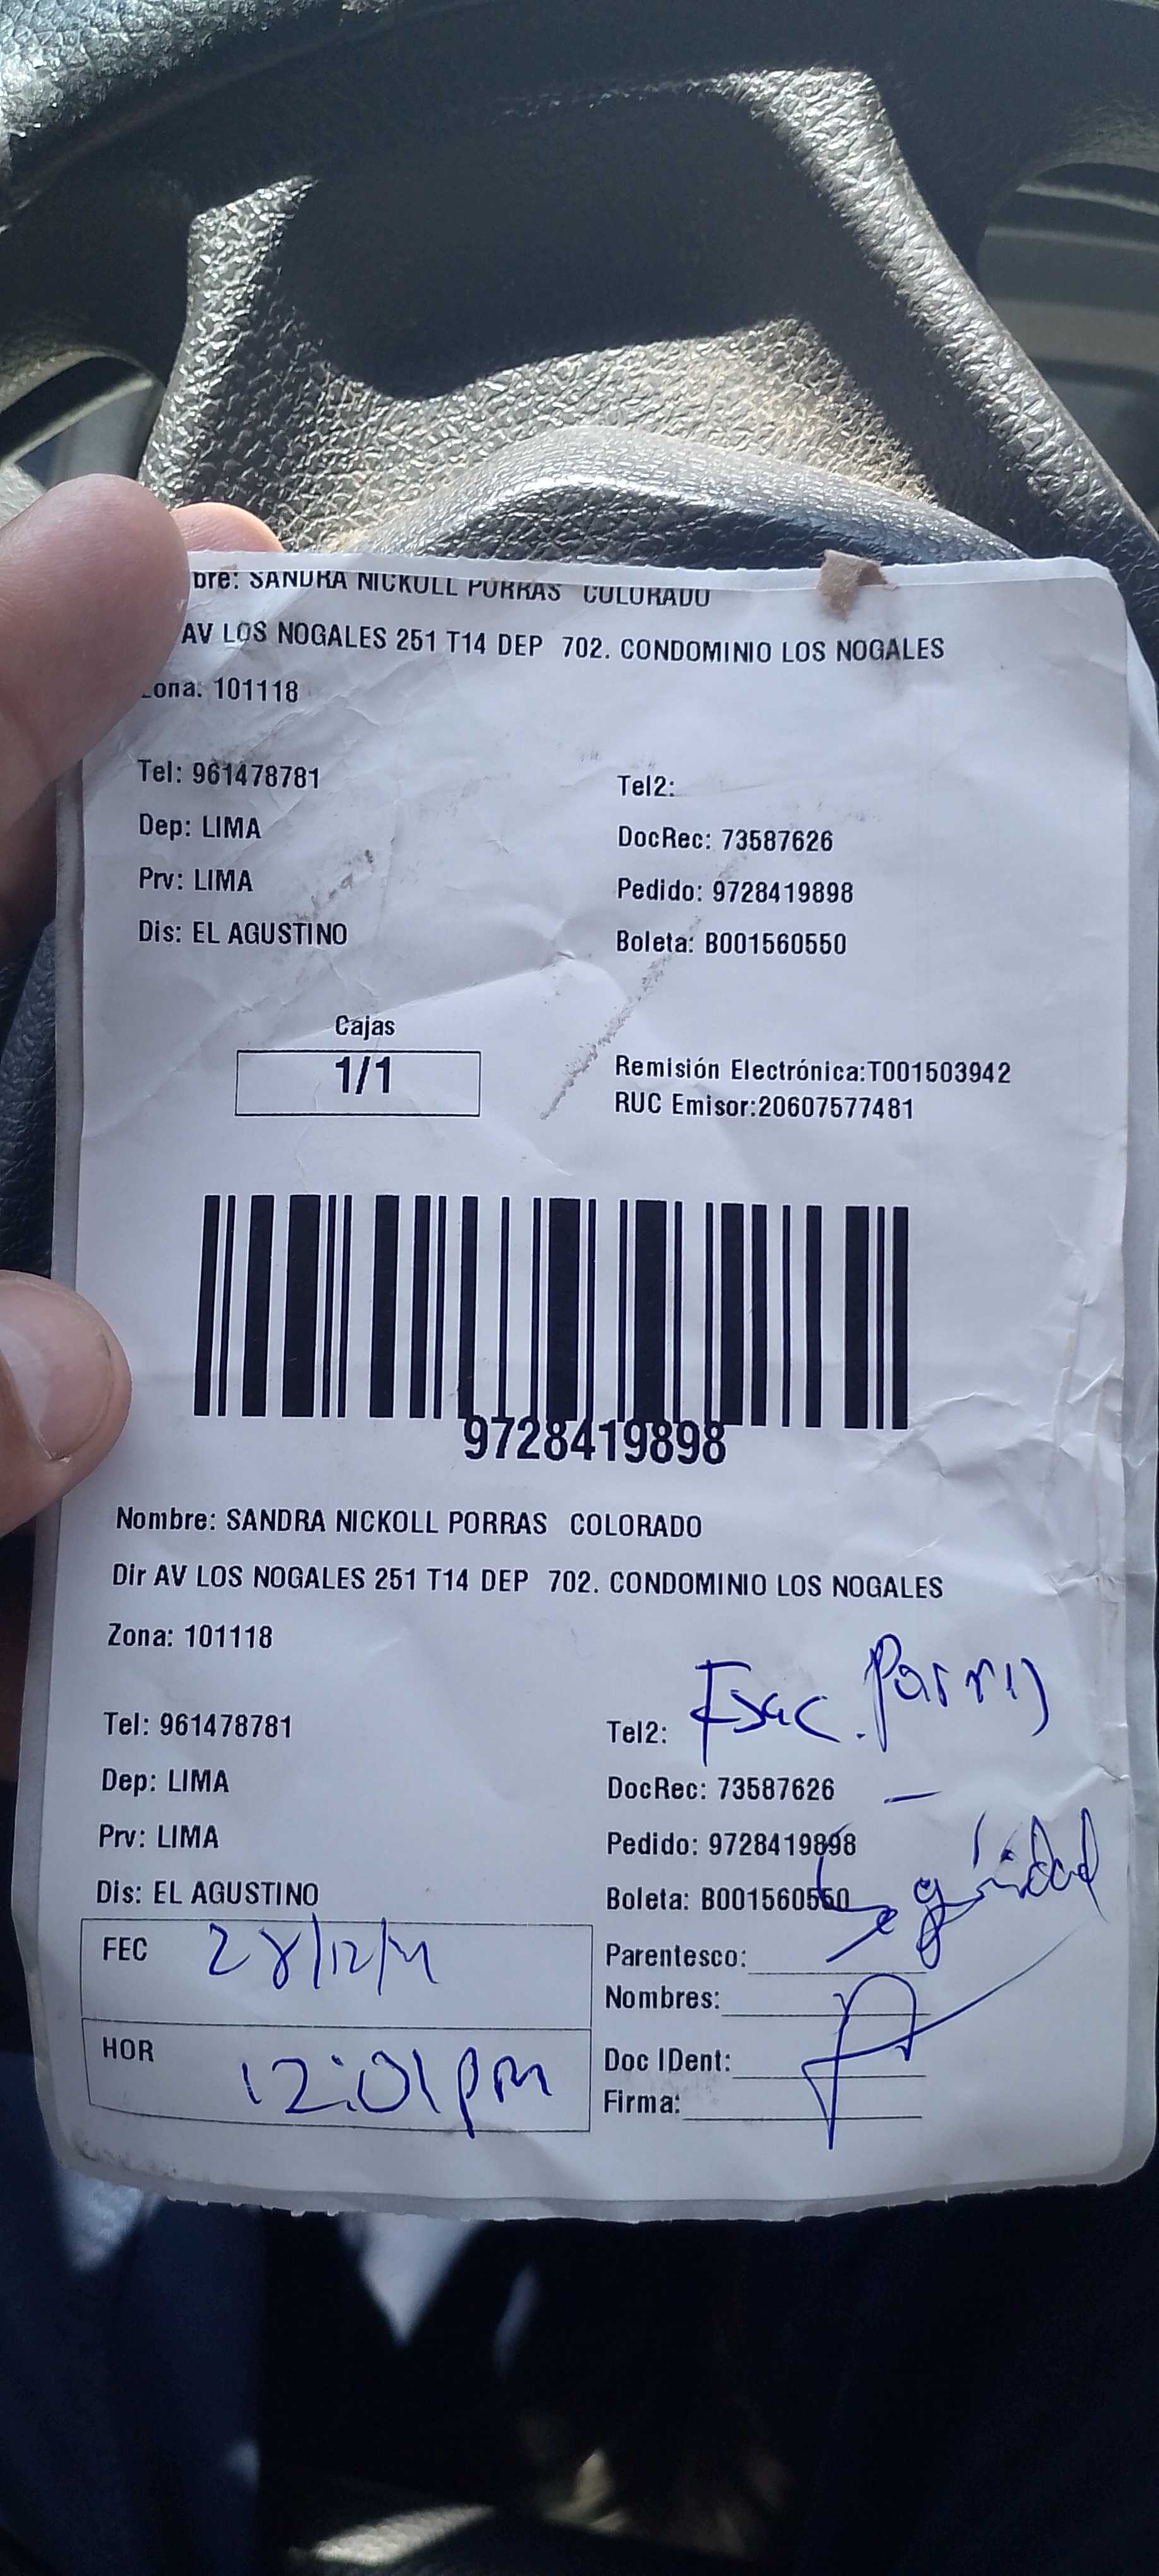 bre: SANDRA NICKOLL PORRAS COLORADO
AV LOS NOGALES 251 T14 DEP 702. CONDOMINIO LOS NOGALES
Zona: 101118
Tel: 961478781 Tel2:
Dep: LIMA DocRec: 73587626
Prv: LIMA Pedido: 9728419898
Dis: EL AGUSTINO Boleta: B001560550
Cajas
1/1
Remisión Electrónica:T001503942
RUC Emisor:20607577481
9728419898
Nombre: SANDRA NICKOLL PORRAS COLORADO
Dir AV LOS NOGALES 251 T14 DEP 702. CONDOMINIO LOS NOGALES
Zona: 101118
Tel: 961478781 Tel2: Isac.
Dep: LIMA DocRec: 73587626
Prv: LIMA Pedido: 9728419898
Dis: EL AGUSTINO Boleta: B001560550
Seguridad
FEC Parentesco:
Nombres:
HOR 12:01 pm Doc IDent:
Firma: